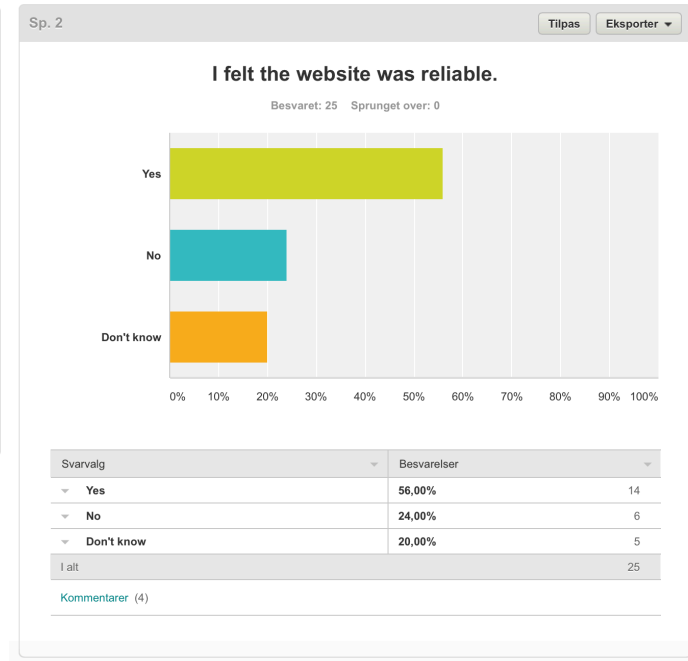 Sp. 2 Tilpas Eksporter
I felt the website was reliable.
Besvaret: 25 Sprunget over: 0
Yes
No
Don't know
0% 10% 20% 30% 40% 50% 60% 70% 80% 90% 100%
Svarvalg Besvarelser
Yes 56,00% 14
No 24,00% 6
Don't know 20,00% 5
I alt 25
Kommentarer (4)